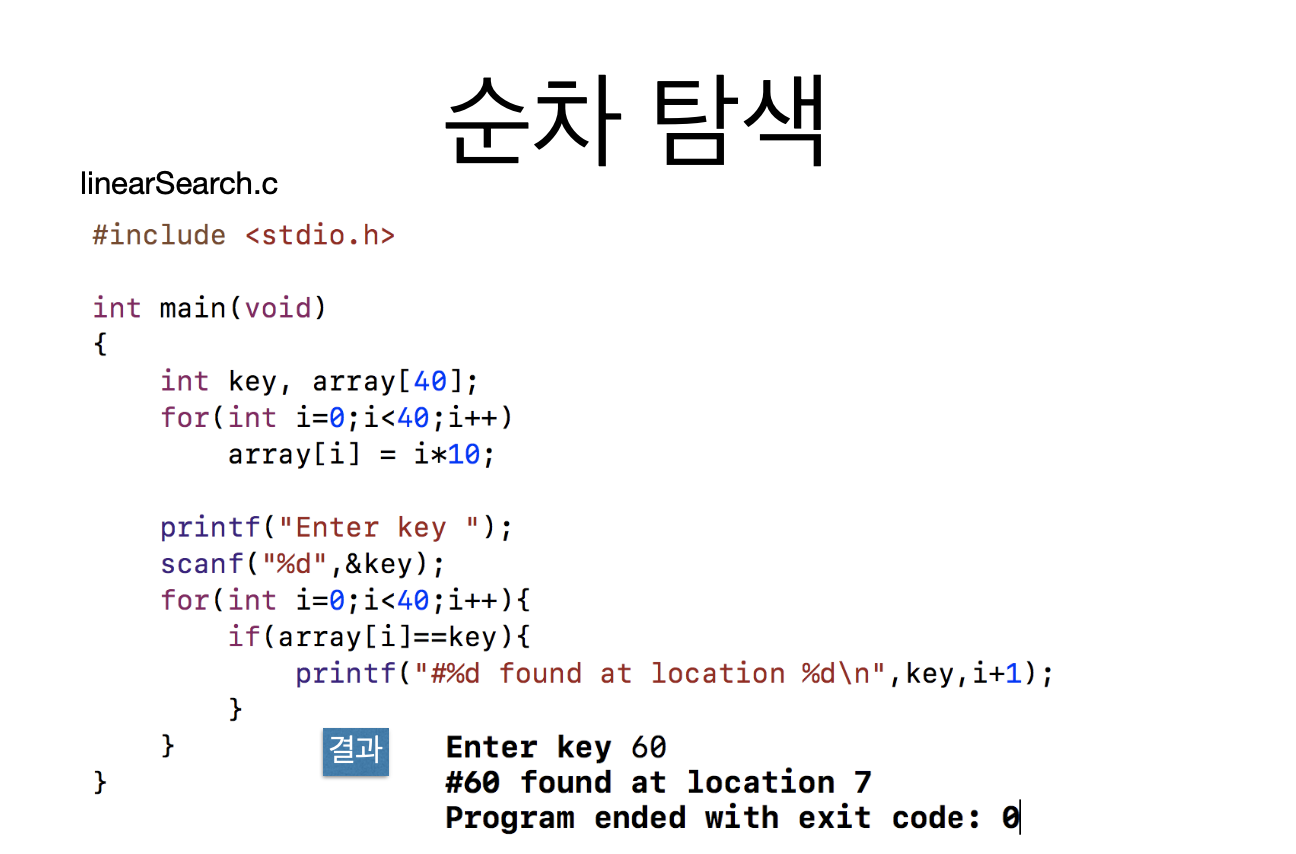 순차 탐색
linearSearch.c
#include <stdio.h>
int main(void)
{
    int key, array[40];
    for(int i=0;i<40;i++)
        array[i] = i*10;
    printf("Enter key ");
    scanf("%d",&key);
    for(int i=0;i<40;i++){
        if(array[i]==key){
            printf("#%d found at location %d\n",key,i+1);
        }
    }
}
결과
Enter key 60
#60 found at location 7
Program ended with exit code: 0